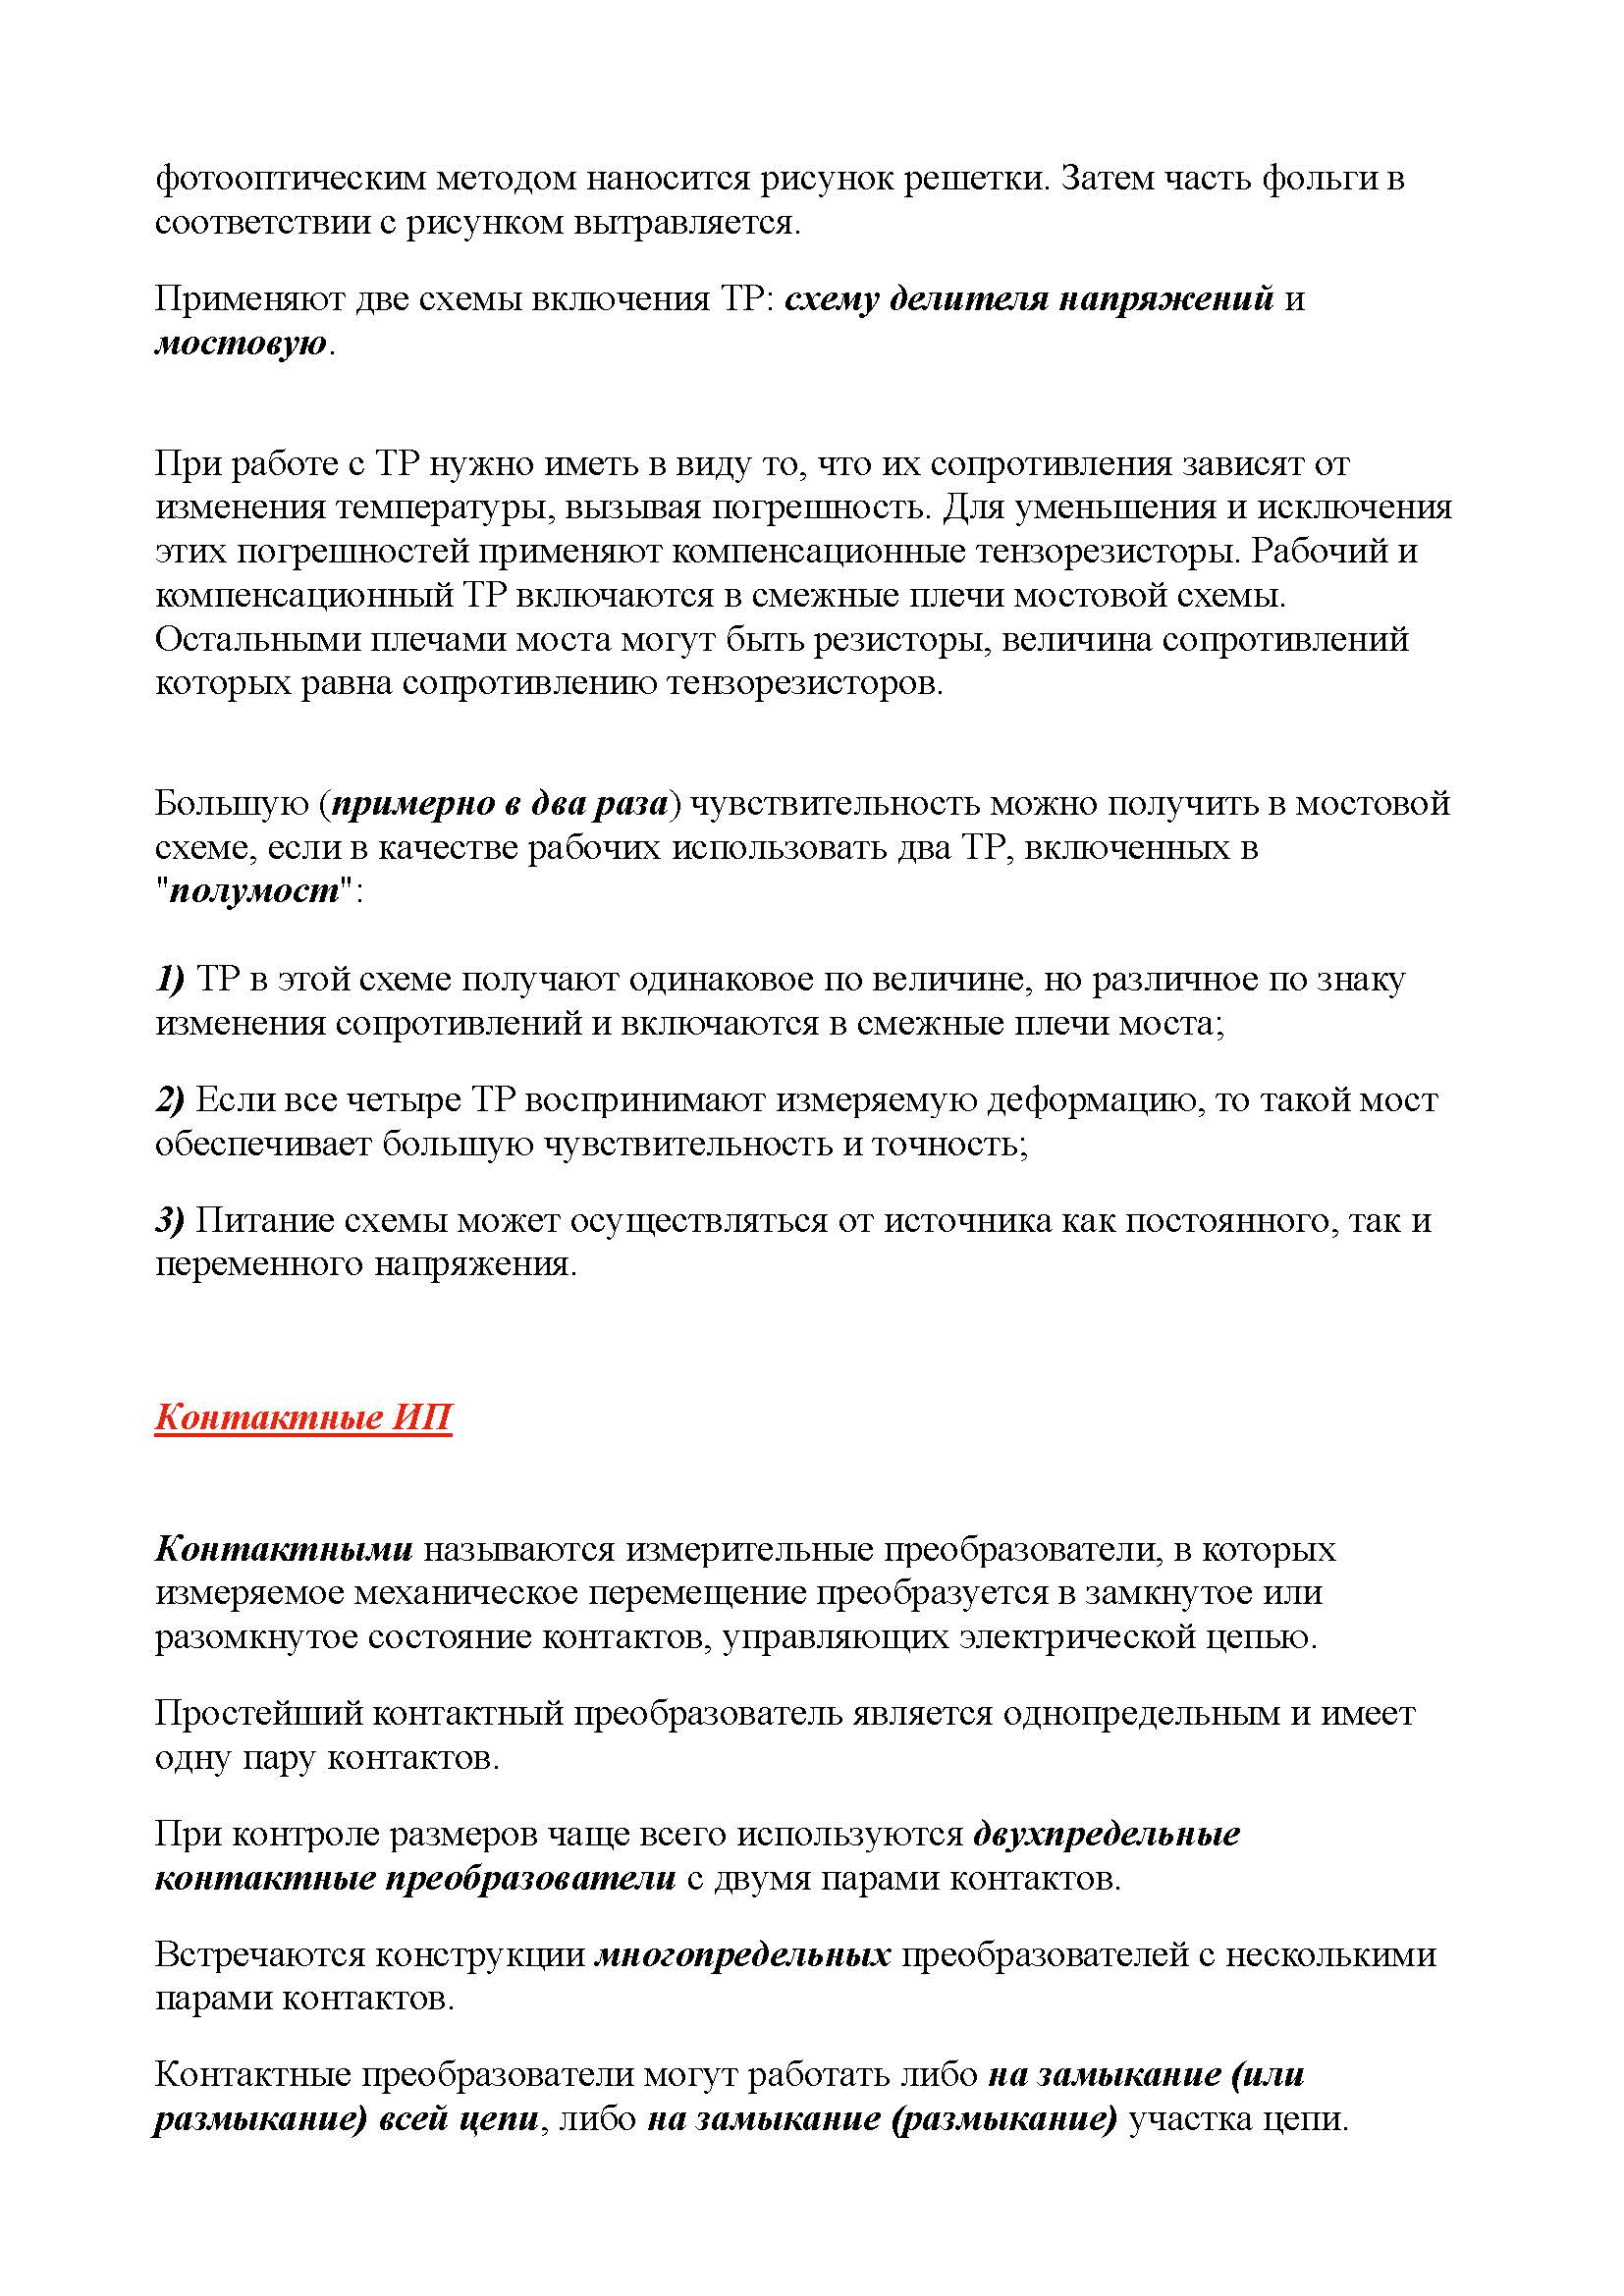 фотооптическим методом наносится рисунок решетки. Затем часть фольги в
соответствии с рисунком вытравляется.
Применяют две схемы включения ТР: схему делителя напряжений и
мостовую.
При работе с ТР нужно иметь в виду то, что их сопротивления зависят от
изменения температуры, вызывая погрешность. Для уменьшения и исключения
этих погрешностей применяют компенсационные тензорезисторы. Рабочий и
компенсационный ТР включаются в смежные плечи мостовой схемы.
Остальными плечами моста могут быть резисторы, величина сопротивлений
которых равна сопротивлению тензорезисторов.
Большую (примерно в два раза) чувствительность можно получить в мостовой
схеме, если в качестве рабочих использовать два ТР, включенных в
"полумост":
1) ТР в этой схеме получают одинаковое по величине, но различное по знаку
изменения сопротивлений и включаются в смежные плечи моста;
2) Если все четыре ТР воспринимают измеряемую деформацию, то такой мост
обеспечивает большую чувствительность и точность;
3) Питание схемы может осуществляться от источника как постоянного, так и
переменного напряжения.
Контактные ИП
Контактными называются измерительные преобразователи, в которых
измеряемое механическое перемещение преобразуется в замкнутое или
разомкнутое состояние контактов, управляющих электрической цепью.
Простейший контактный преобразователь является однопредельным и имеет
одну пару контактов.
При контроле размеров чаще всего используются двухпредельные
контактные преобразователи с двумя парами контактов.
Встречаются конструкции многопредельных преобразователей с несколькими
парами контактов.
Контактные преобразователи могут работать либо на замыкание (или
размыкание) всей цепи, либо на замыкание (размыкание) участка цепи.